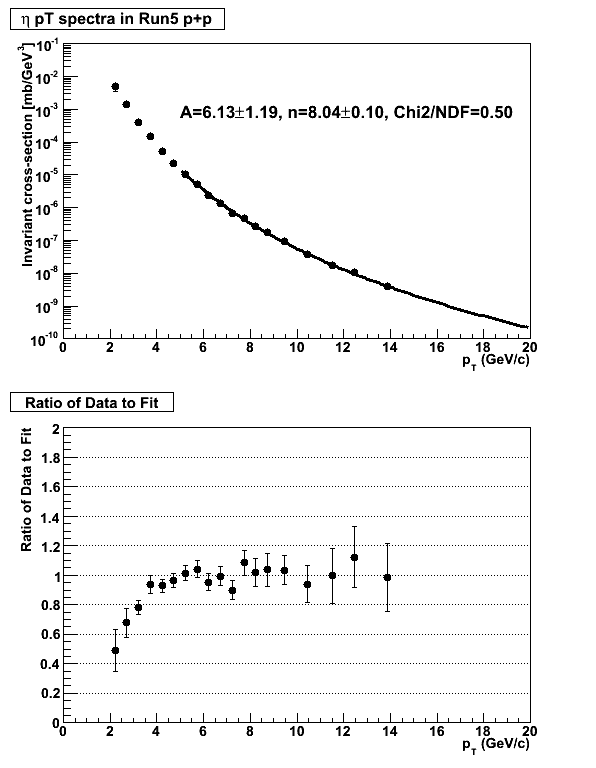 η pT spectra in Run5 p+p
Invariant cross-section [mb/GeV³]
A=6.13±1.19, n=8.04±0.10, Chi2/NDF=0.50
10⁻¹
10⁻²
10⁻³
10⁻⁴
10⁻⁵
10⁻⁶
10⁻⁷
10⁻⁸
10⁻⁹
10⁻¹⁰
0 2 4 6 8 10 12 14 16 18 20
p_T (GeV/c)
Ratio of Data to Fit
Ratio of Data to Fit
2
1.8
1.6
1.4
1.2
1
0.8
0.6
0.4
0.2
0
0 2 4 6 8 10 12 14 16 18 20
p_T (GeV/c)